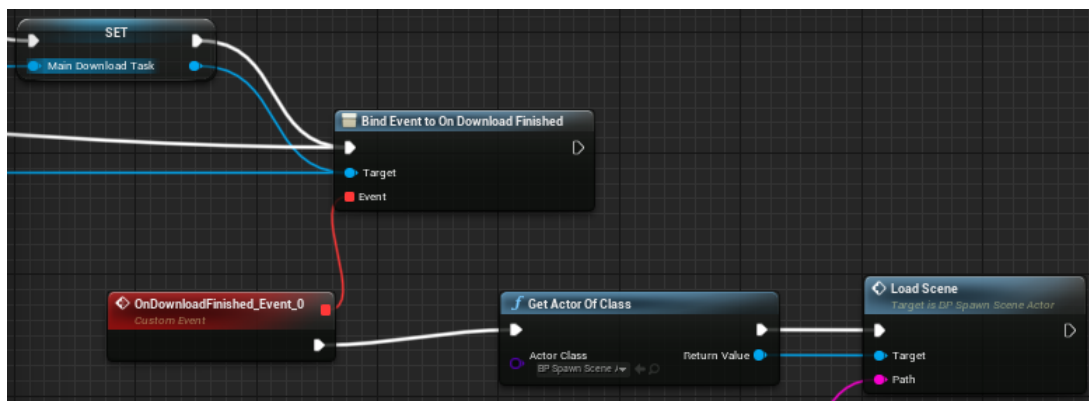 SET
Main Download Task
Bind Event to On Download Finished
Target
Event
OnDownloadFinished_Event_0
Custom Event
f Get Actor Of Class
Actor Class
BP Spawn Scene A
Return Value
Load Scene
Target is BP Spawn Scene Actor
Target
Path